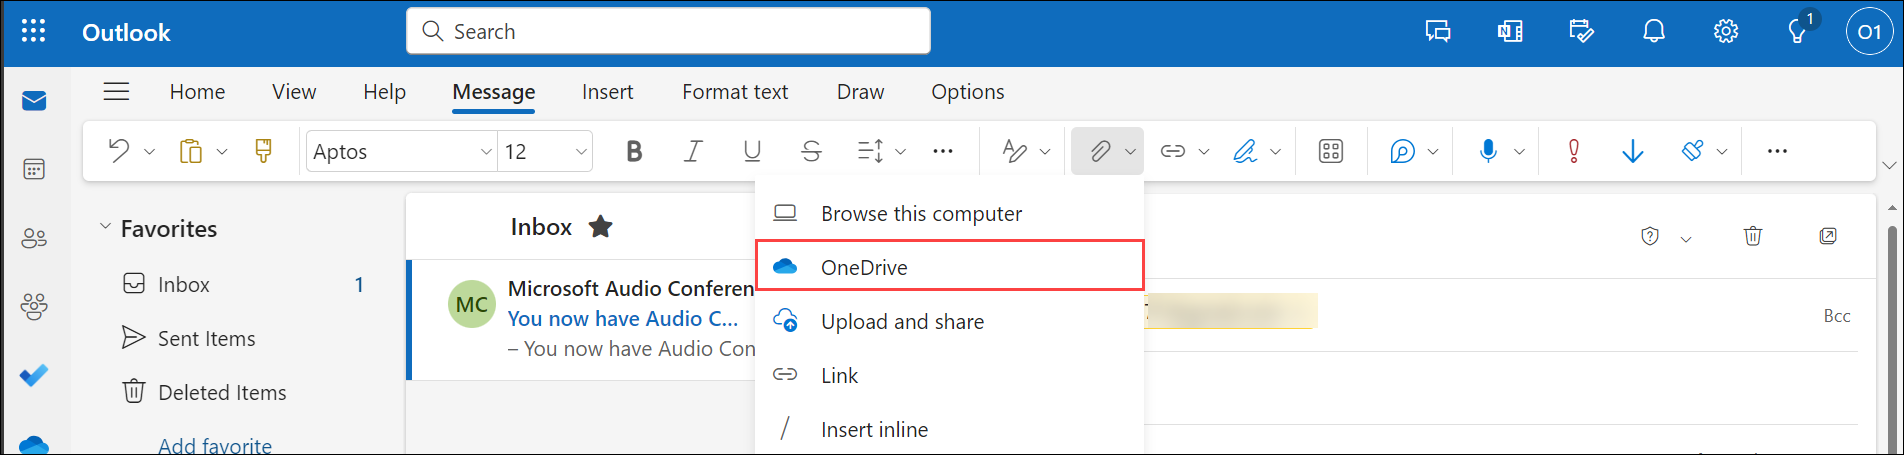 Outlook
Search
1
O1
Home View Help Message Insert Format text Draw Options
Aptos 12 B I U S
Favorites
Inbox 1
Sent Items
Deleted Items
Add favorite
Inbox
MC
Microsoft Audio Conferen
You now have Audio C...
– You now have Audio Con
Browse this computer
OneDrive
Upload and share
Link
Insert inline
Bcc